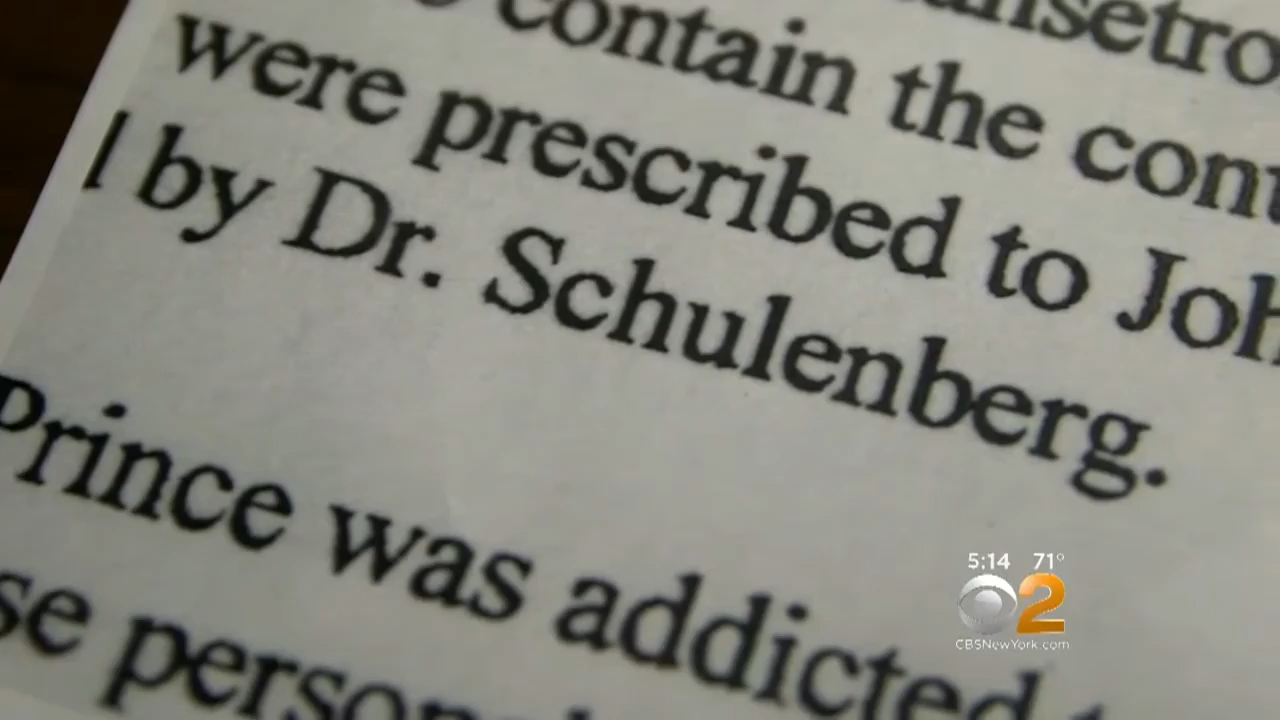 contain the
were prescribed to
by Dr. Schulenberg.
Prince was addicted
5:14 71°
2
CBSNewYork.com